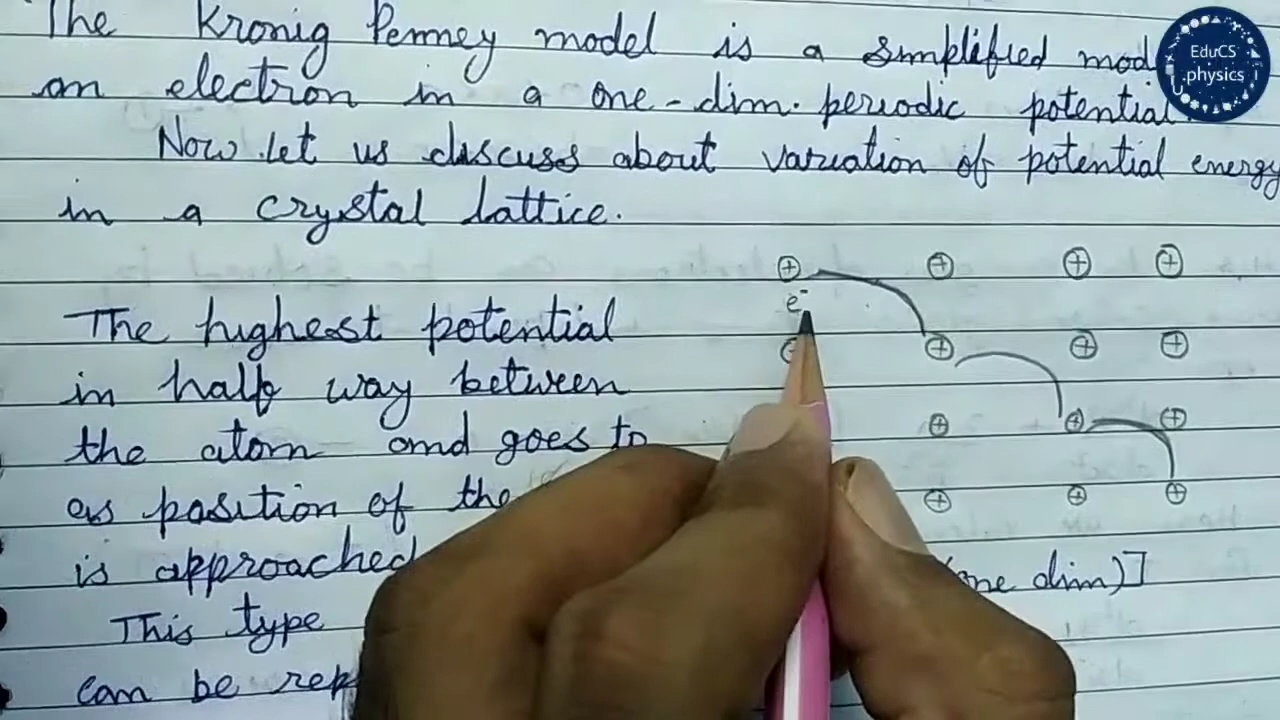 The Kronig Penney model is a simplified mod
EduCS
physics
an electron in a one-dim. periodic potential
Now let us discuss about variation of potential energy
in a crystal lattice.
⊕ ⊕ ⊕ ⊕
e⁻
The highest potential
⊕ ⊕ ⊕ ⊕
in half way between
the atom and goes to
⊕ ⊕ ⊕
as position of the
⊕ ⊕ ⊕
is approached
(one dim)]
This type
can be rep